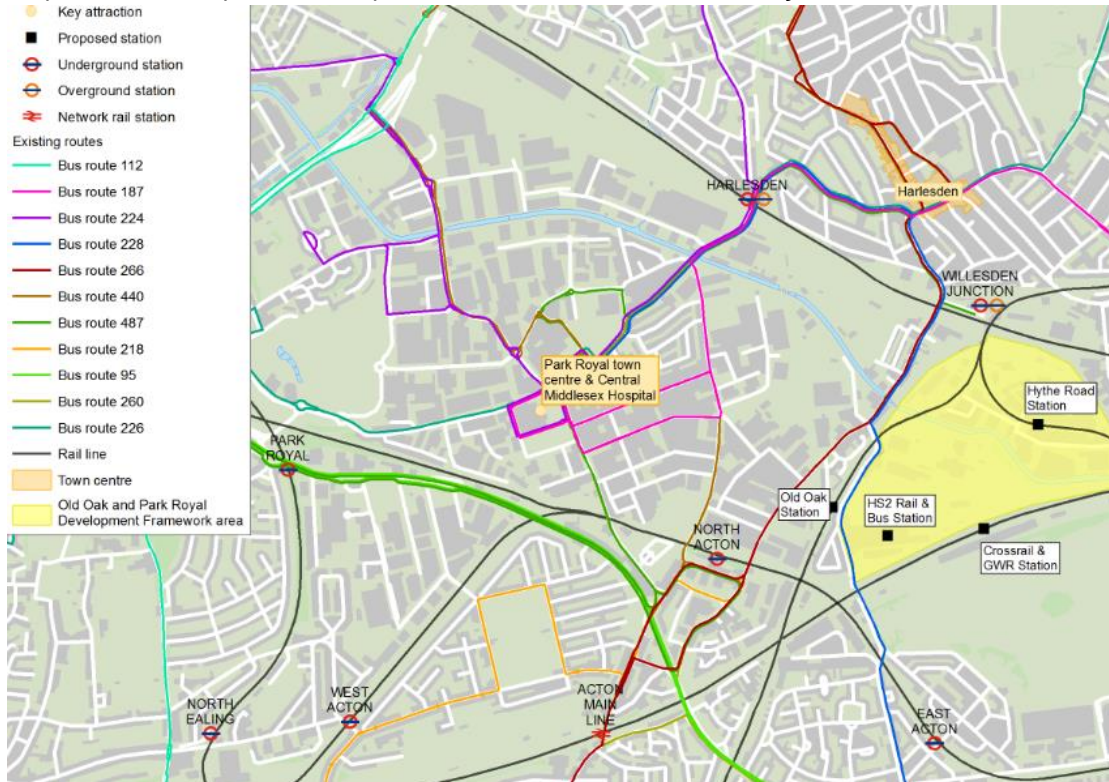 Key attraction
Proposed station
Underground station
Overground station
Network rail station
Existing routes
Bus route 112
Bus route 187
Bus route 224
Bus route 228
Bus route 266
Bus route 440
Bus route 487
Bus route 218
Bus route 95
Bus route 260
Bus route 226
Rail line
Town centre
Old Oak and Park Royal
Development Framework area
HARLESDEN
Harlesden
WILLESDEN
JUNCTION
Park Royal town
centre & Central
Middlesex Hospital
Hythe Road
Station
PARK
ROYAL
Old Oak
Station
HS2 Rail &
Bus Station
NORTH
ACTON
Crossrail &
GWR Station
NORTH
EALING
WEST
ACTON
ACTON
MAIN
LINE
EAST
ACTON